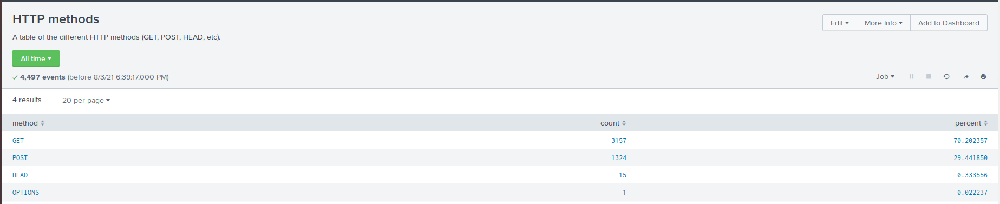 HTTP methods
Edit More Info Add to Dashboard
A table of the different HTTP methods (GET, POST, HEAD, etc).
All time
4,497 events (before 8/3/21 6:39:17.000 PM)
Job
4 results 20 per page
method count percent
GET 3157 70.202357
POST 1324 29.441850
HEAD 15 0.333556
OPTIONS 1 0.022237